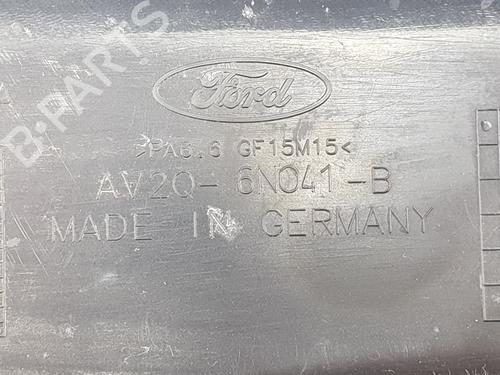 B-PARTS
Ford
>PA6.6 GF15M15<
AV2Q-6N041-B
MADE IN GERMANY